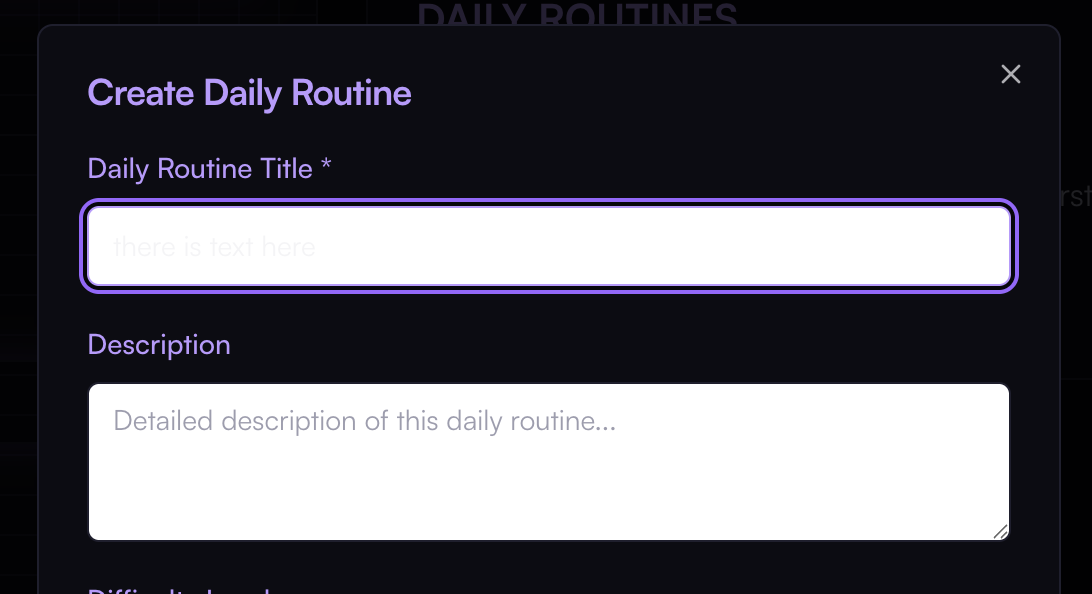 DAILY ROUTINES
Create Daily Routine
Daily Routine Title *
there is text here
rst
Description
Detailed description of this daily routine...